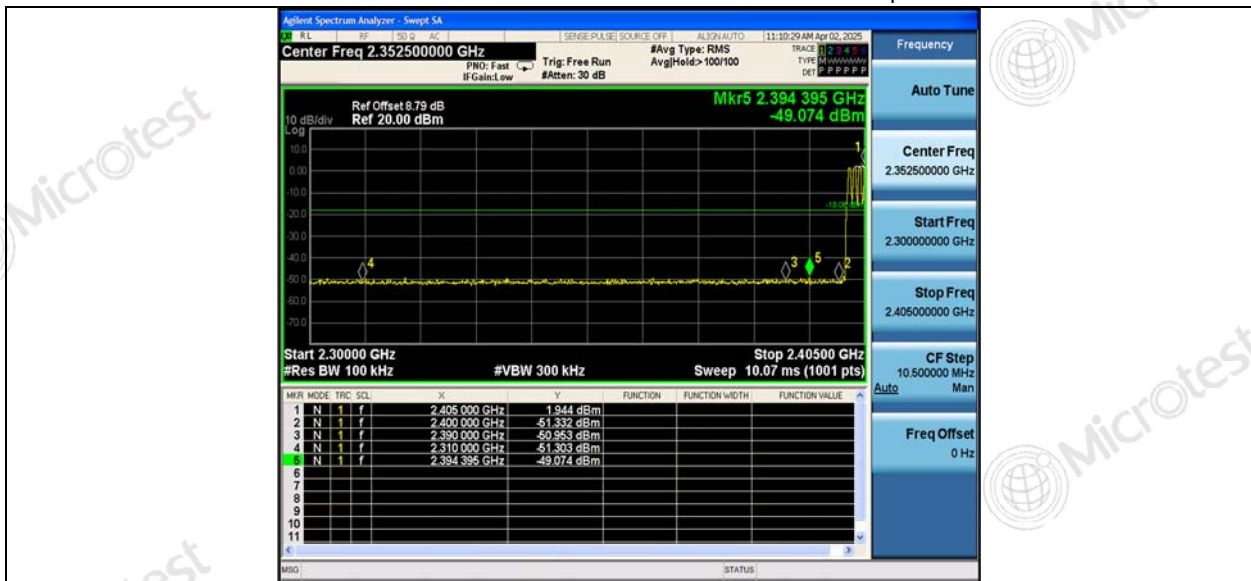 Agilent Spectrum Analyzer - Swept SA
RL RF 50 Ω AC SENSE:PULSE SOURCE OFF ALIGNAUTO 11:10:29 AM Apr 02, 2025
Center Freq 2.352500000 GHz
PNO: Fast
IFGain:Low
Trig: Free Run
#Atten: 30 dB
#Avg Type: RMS
Avg|Hold:>100/100
TRACE 1 2 3 4 5 6
TYPE M WWWWW
DET P P P P P P
Ref Offset 8.79 dB
10 dB/div Ref 20.00 dBm
Log
Mkr5 2.394 395 GHz
-49.074 dBm
10.0
0.00
-10.0
-20.0
-30.0
-40.0
-50.0
-60.0
-70.0
1
4
3
5
2
Start 2.30000 GHz Stop 2.40500 GHz
#Res BW 100 kHz #VBW 300 kHz Sweep 10.07 ms (1001 pts)
MKR MODE TRC SCL X Y FUNCTION FUNCTION WIDTH FUNCTION VALUE
1 N 1 f 2.405 000 GHz 1.944 dBm
2 N 1 f 2.400 000 GHz -51.332 dBm
3 N 1 f 2.390 000 GHz -50.953 dBm
4 N 1 f 2.310 000 GHz -51.303 dBm
5 N 1 f 2.394 395 GHz -49.074 dBm
6
7
8
9
10
11
MSG STATUS
Frequency
Auto Tune
Center Freq
2.352500000 GHz
Start Freq
2.300000000 GHz
Stop Freq
2.405000000 GHz
CF Step
10.500000 MHz
Auto Man
Freq Offset
0 Hz
Microtest
Microtest